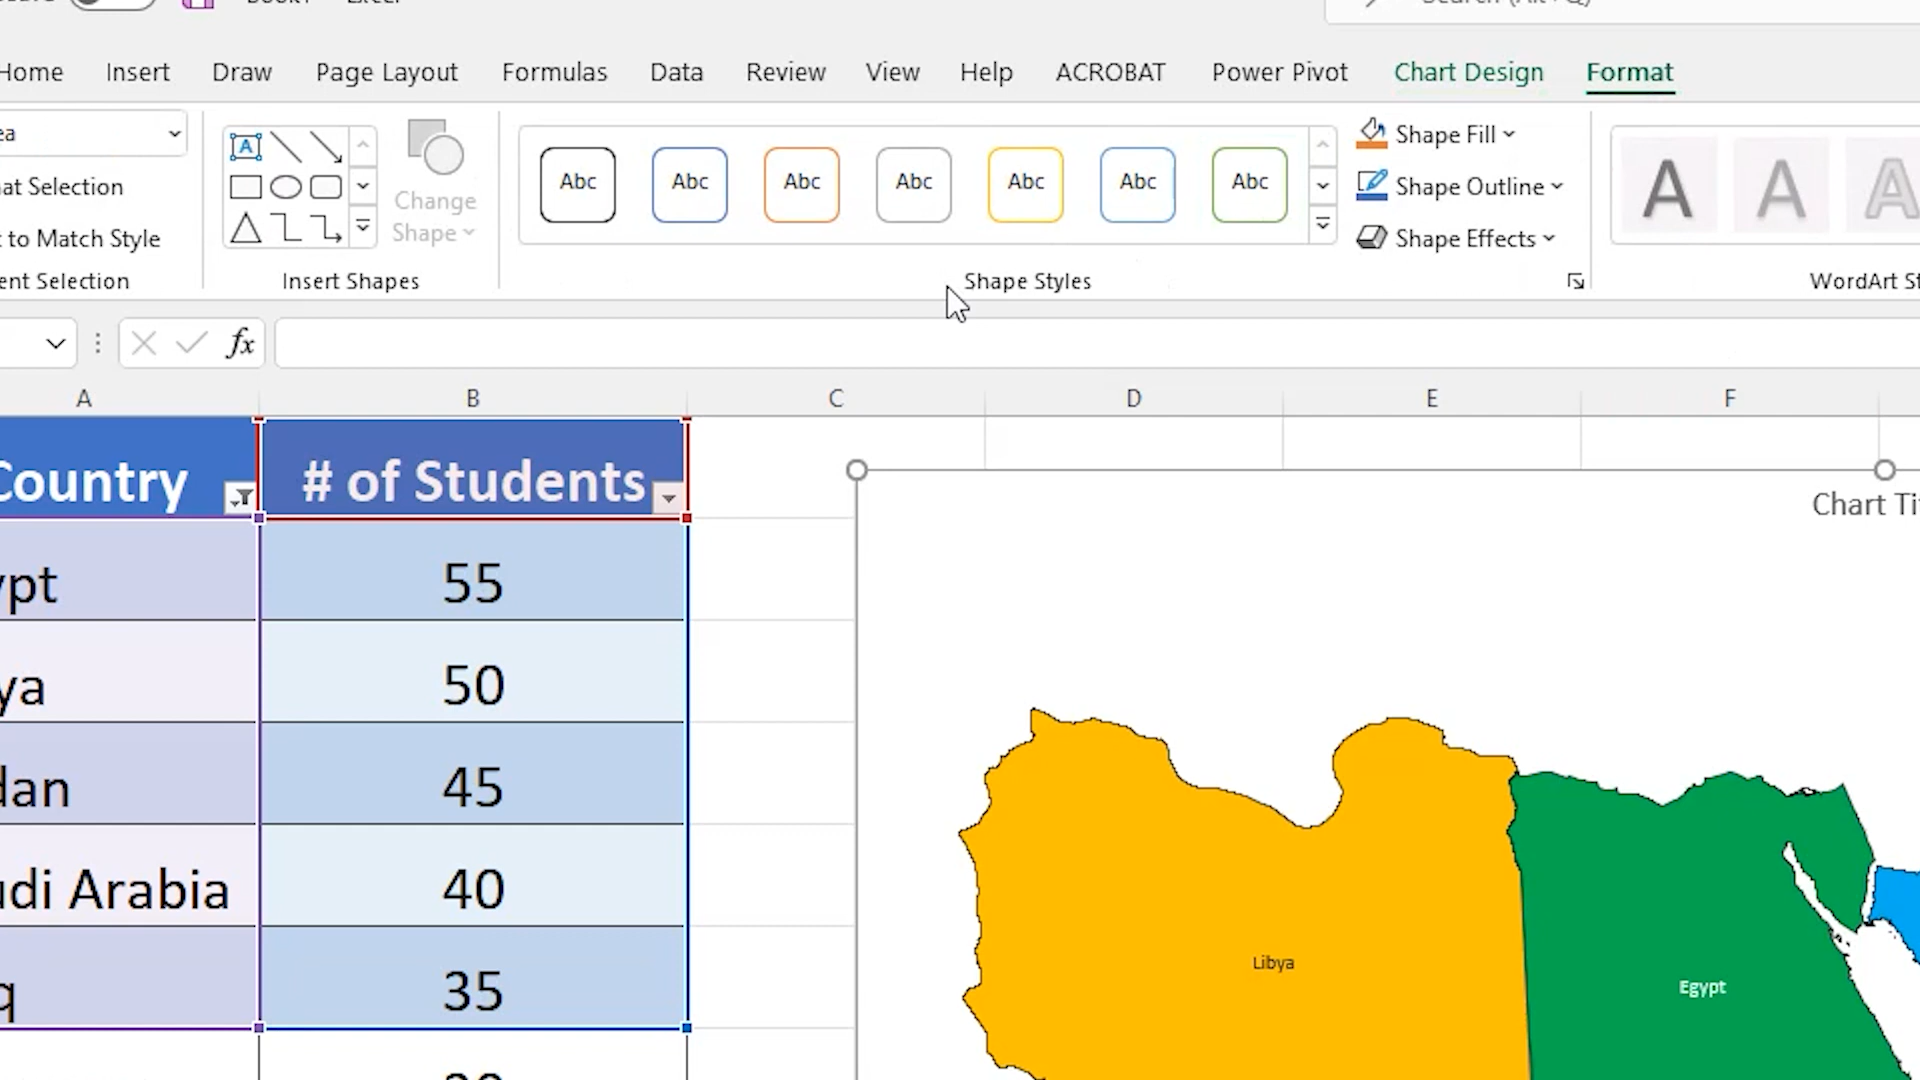 Home Insert Draw Page Layout Formulas Data Review View Help ACROBAT Power Pivot Chart Design Format
ea
at Selection
to Match Style
ent Selection
A
Change
Shape
Insert Shapes
Abc Abc Abc Abc Abc Abc Abc
Shape Styles
Shape Fill
Shape Outline
Shape Effects
A A A
WordArt St
fx
A B C D E F
Country # of Students
ypt 55
ya 50
dan 45
udi Arabia 40
q 35
Chart Ti
Libya
Egypt